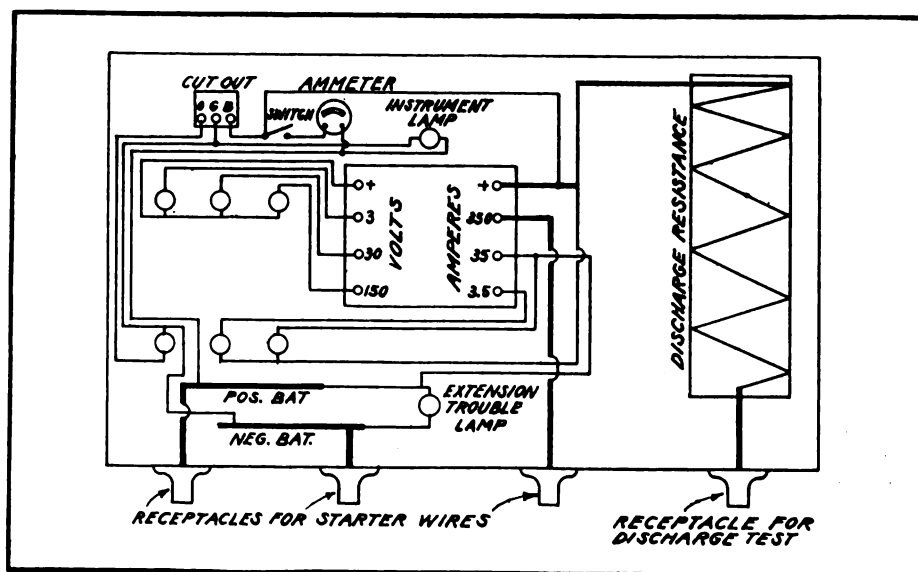 CUT OUT
A G B
SWITCH
AMMETER
INSTRUMENT
LAMP
+
3
30
150
VOLTS
AMPERES
+
350
35
3.5
DISCHARGE RESISTANCE
POS. BAT
NEG. BAT.
EXTENSION
TROUBLE
LAMP
RECEPTACLES FOR STARTER WIRES
RECEPTACLE FOR
DISCHARGE TEST